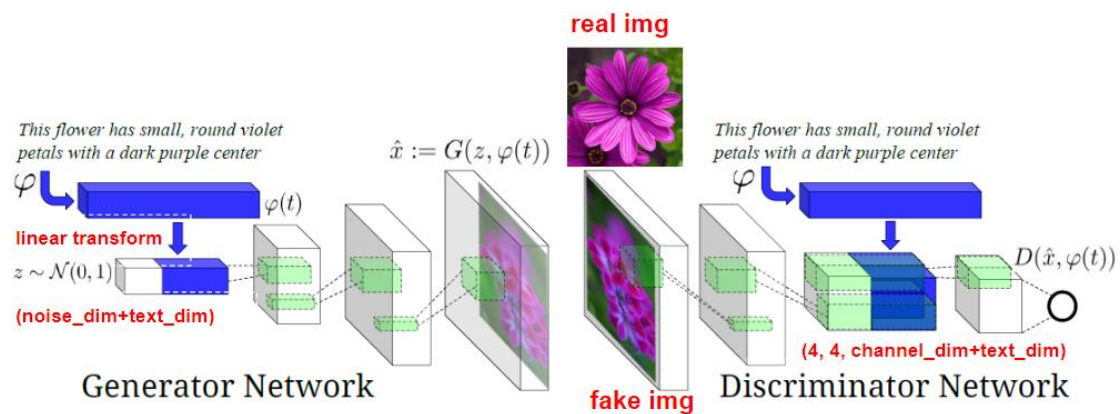 real img
This flower has small, round violet
petals with a dark purple center
φ
φ(t)
linear transform
z ∼ N(0, 1)
(noise_dim+text_dim)
x̂ := G(z, φ(t))
Generator Network
fake img
This flower has small, round violet
petals with a dark purple center
φ
D(x̂, φ(t))
(4, 4, channel_dim+text_dim)
Discriminator Network